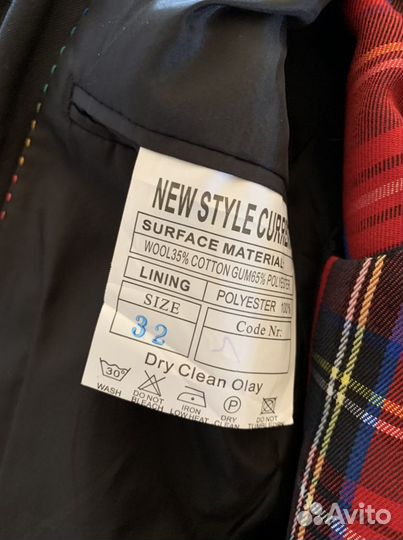 NEW STYLE CURRE
SURFACE MATERIAL:
WOOL35% COTTON GUM65% POLYESTER
LINING POLYESTER 100%
SIZE Code Nr:
32
Dry Clean Olay
30°
WASH DO NOT BLEACH IRON LOW HEAT P DRY CLEAN DO NOT TUMBLE DRY
Avito